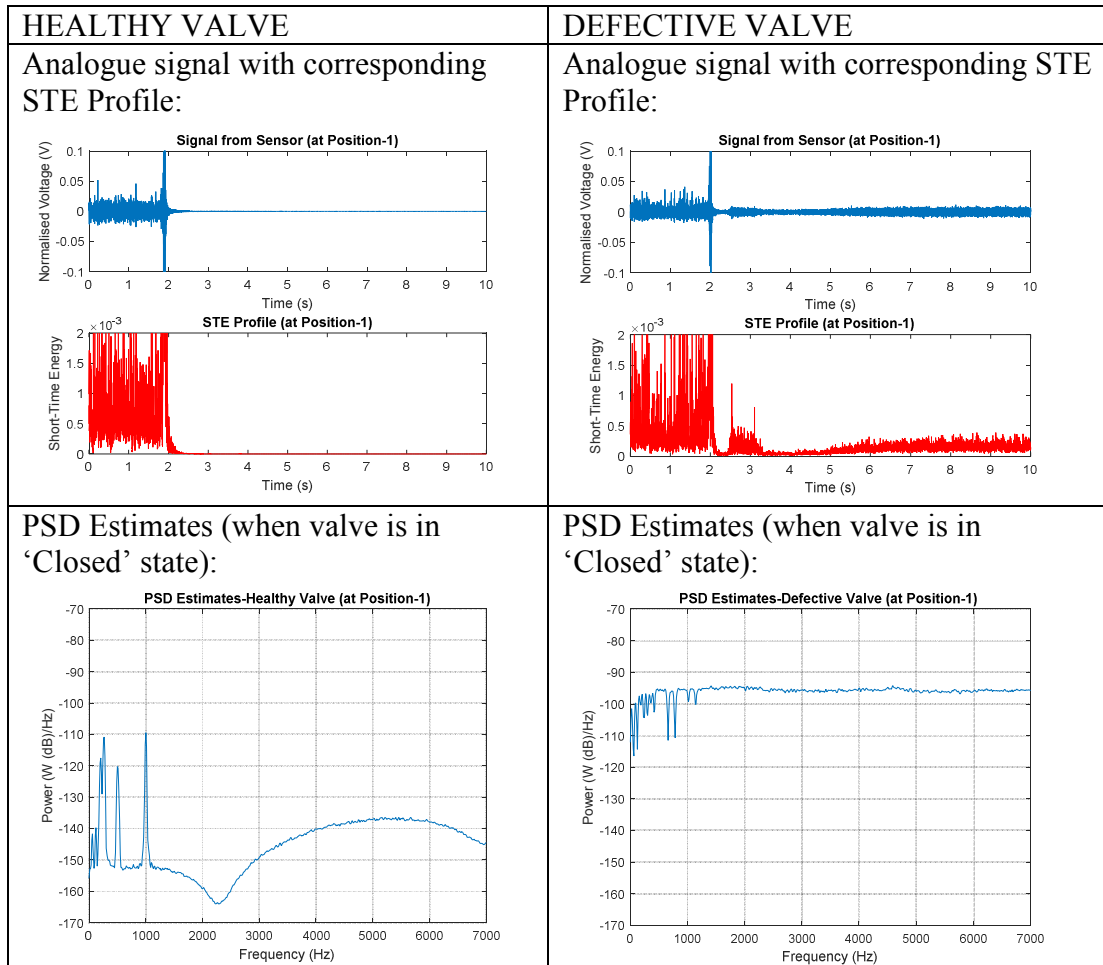 HEALTHY VALVE
DEFECTIVE VALVE
Analogue signal with corresponding
STE Profile:
Signal from Sensor (at Position-1)
Normalised Voltage (V)
0.1
0.05
0
-0.05
-0.1
0 1 2 3 4 5 6 7 8 9 10
Time (s)
STE Profile (at Position-1)
×10-3
Short-Time Energy
2
1.5
1
0.5
0
0 1 2 3 4 5 6 7 8 9 10
Time (s)
Analogue signal with corresponding STE
Profile:
Signal from Sensor (at Position-1)
Normalised Voltage (V)
0.1
0.05
0
-0.05
-0.1
0 1 2 3 4 5 6 7 8 9 10
Time (s)
STE Profile (at Position-1)
×10-3
Short-Time Energy
2
1.5
1
0.5
0
0 1 2 3 4 5 6 7 8 9 10
Time (s)
PSD Estimates (when valve is in
‘Closed’ state):
PSD Estimates-Healthy Valve (at Position-1)
Power (W (dB)/Hz)
-70
-80
-90
-100
-110
-120
-130
-140
-150
-160
-170
0 1000 2000 3000 4000 5000 6000 7000
Frequency (Hz)
PSD Estimates (when valve is in
‘Closed’ state):
PSD Estimates-Defective Valve (at Position-1)
Power (W (dB)/Hz)
-70
-80
-90
-100
-110
-120
-130
-140
-150
-160
-170
0 1000 2000 3000 4000 5000 6000 7000
Frequency (Hz)